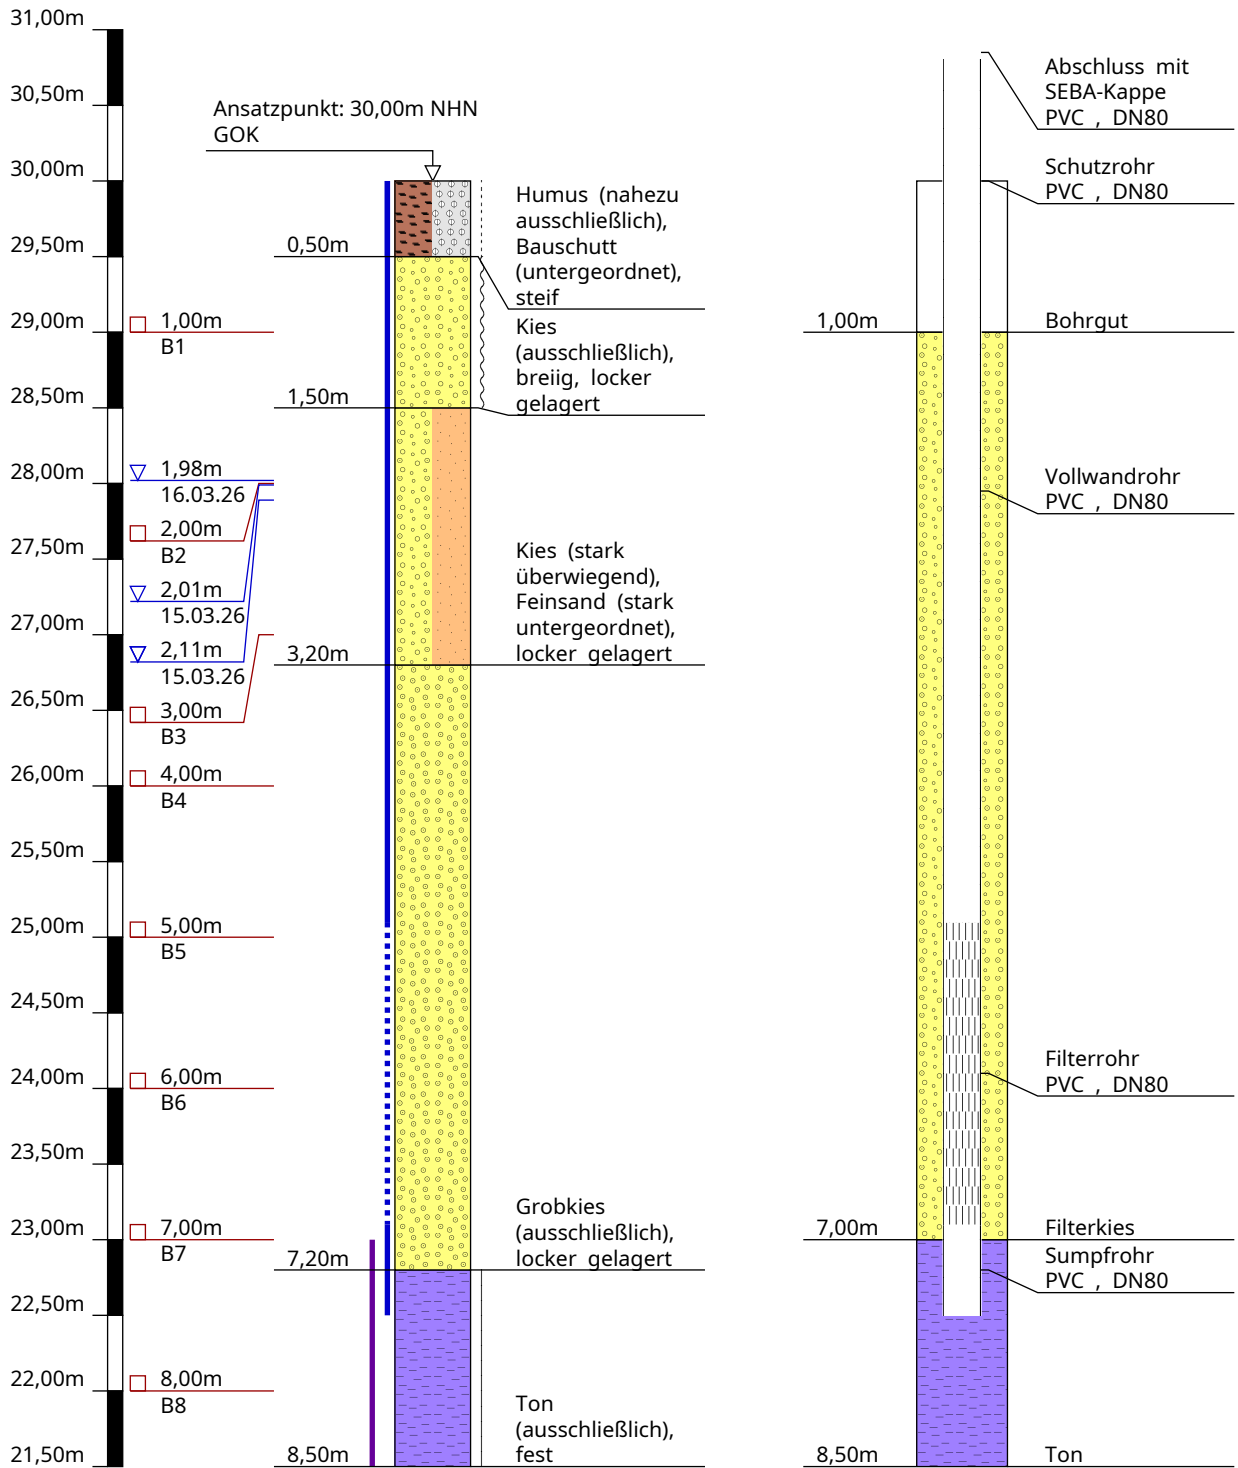 31,00m
30,50m
30,00m
29,50m
29,00m
28,50m
28,00m
27,50m
27,00m
26,50m
26,00m
25,50m
25,00m
24,50m
24,00m
23,50m
23,00m
22,50m
22,00m
21,50m
1,00m
B1
1,98m
16.03.26
2,00m
B2
2,01m
15.03.26
2,11m
15.03.26
3,00m
B3
4,00m
B4
5,00m
B5
6,00m
B6
7,00m
B7
8,00m
B8
Ansatzpunkt: 30,00m NHN
GOK
0,50m
1,50m
3,20m
7,20m
8,50m
Humus (nahezu
ausschließlich),
Bauschutt
(untergeordnet),
steif
Kies
(ausschließlich),
breiig, locker
gelagert
Kies (stark
überwiegend),
Feinsand (stark
untergeordnet),
locker gelagert
Grobkies
(ausschließlich),
locker gelagert
Ton
(ausschließlich),
fest
1,00m
7,00m
8,50m
Abschluss mit
SEBA-Kappe
PVC , DN80
Schutzrohr
PVC , DN80
Bohrgut
Vollwandrohr
PVC , DN80
Filterrohr
PVC , DN80
Filterkies
Sumpfrohr
PVC , DN80
Ton